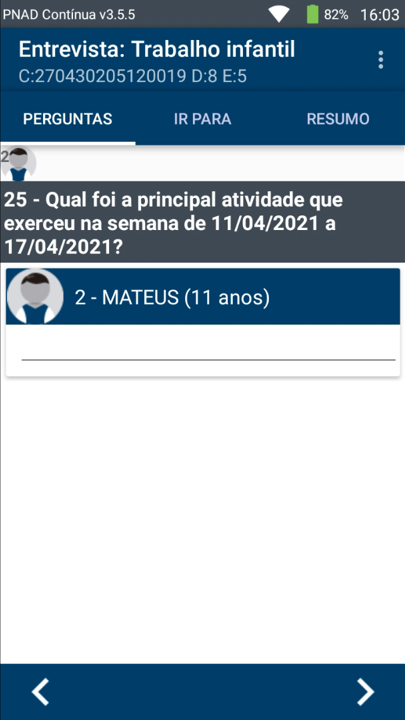 PNAD Contínua v3.5.5 82% 16:03
Entrevista: Trabalho infantil
C:270430205120019 D:8 E:5
PERGUNTAS IR PARA RESUMO
2
25 - Qual foi a principal atividade que
exerceu na semana de 11/04/2021 a
17/04/2021?
2 - MATEUS (11 anos)